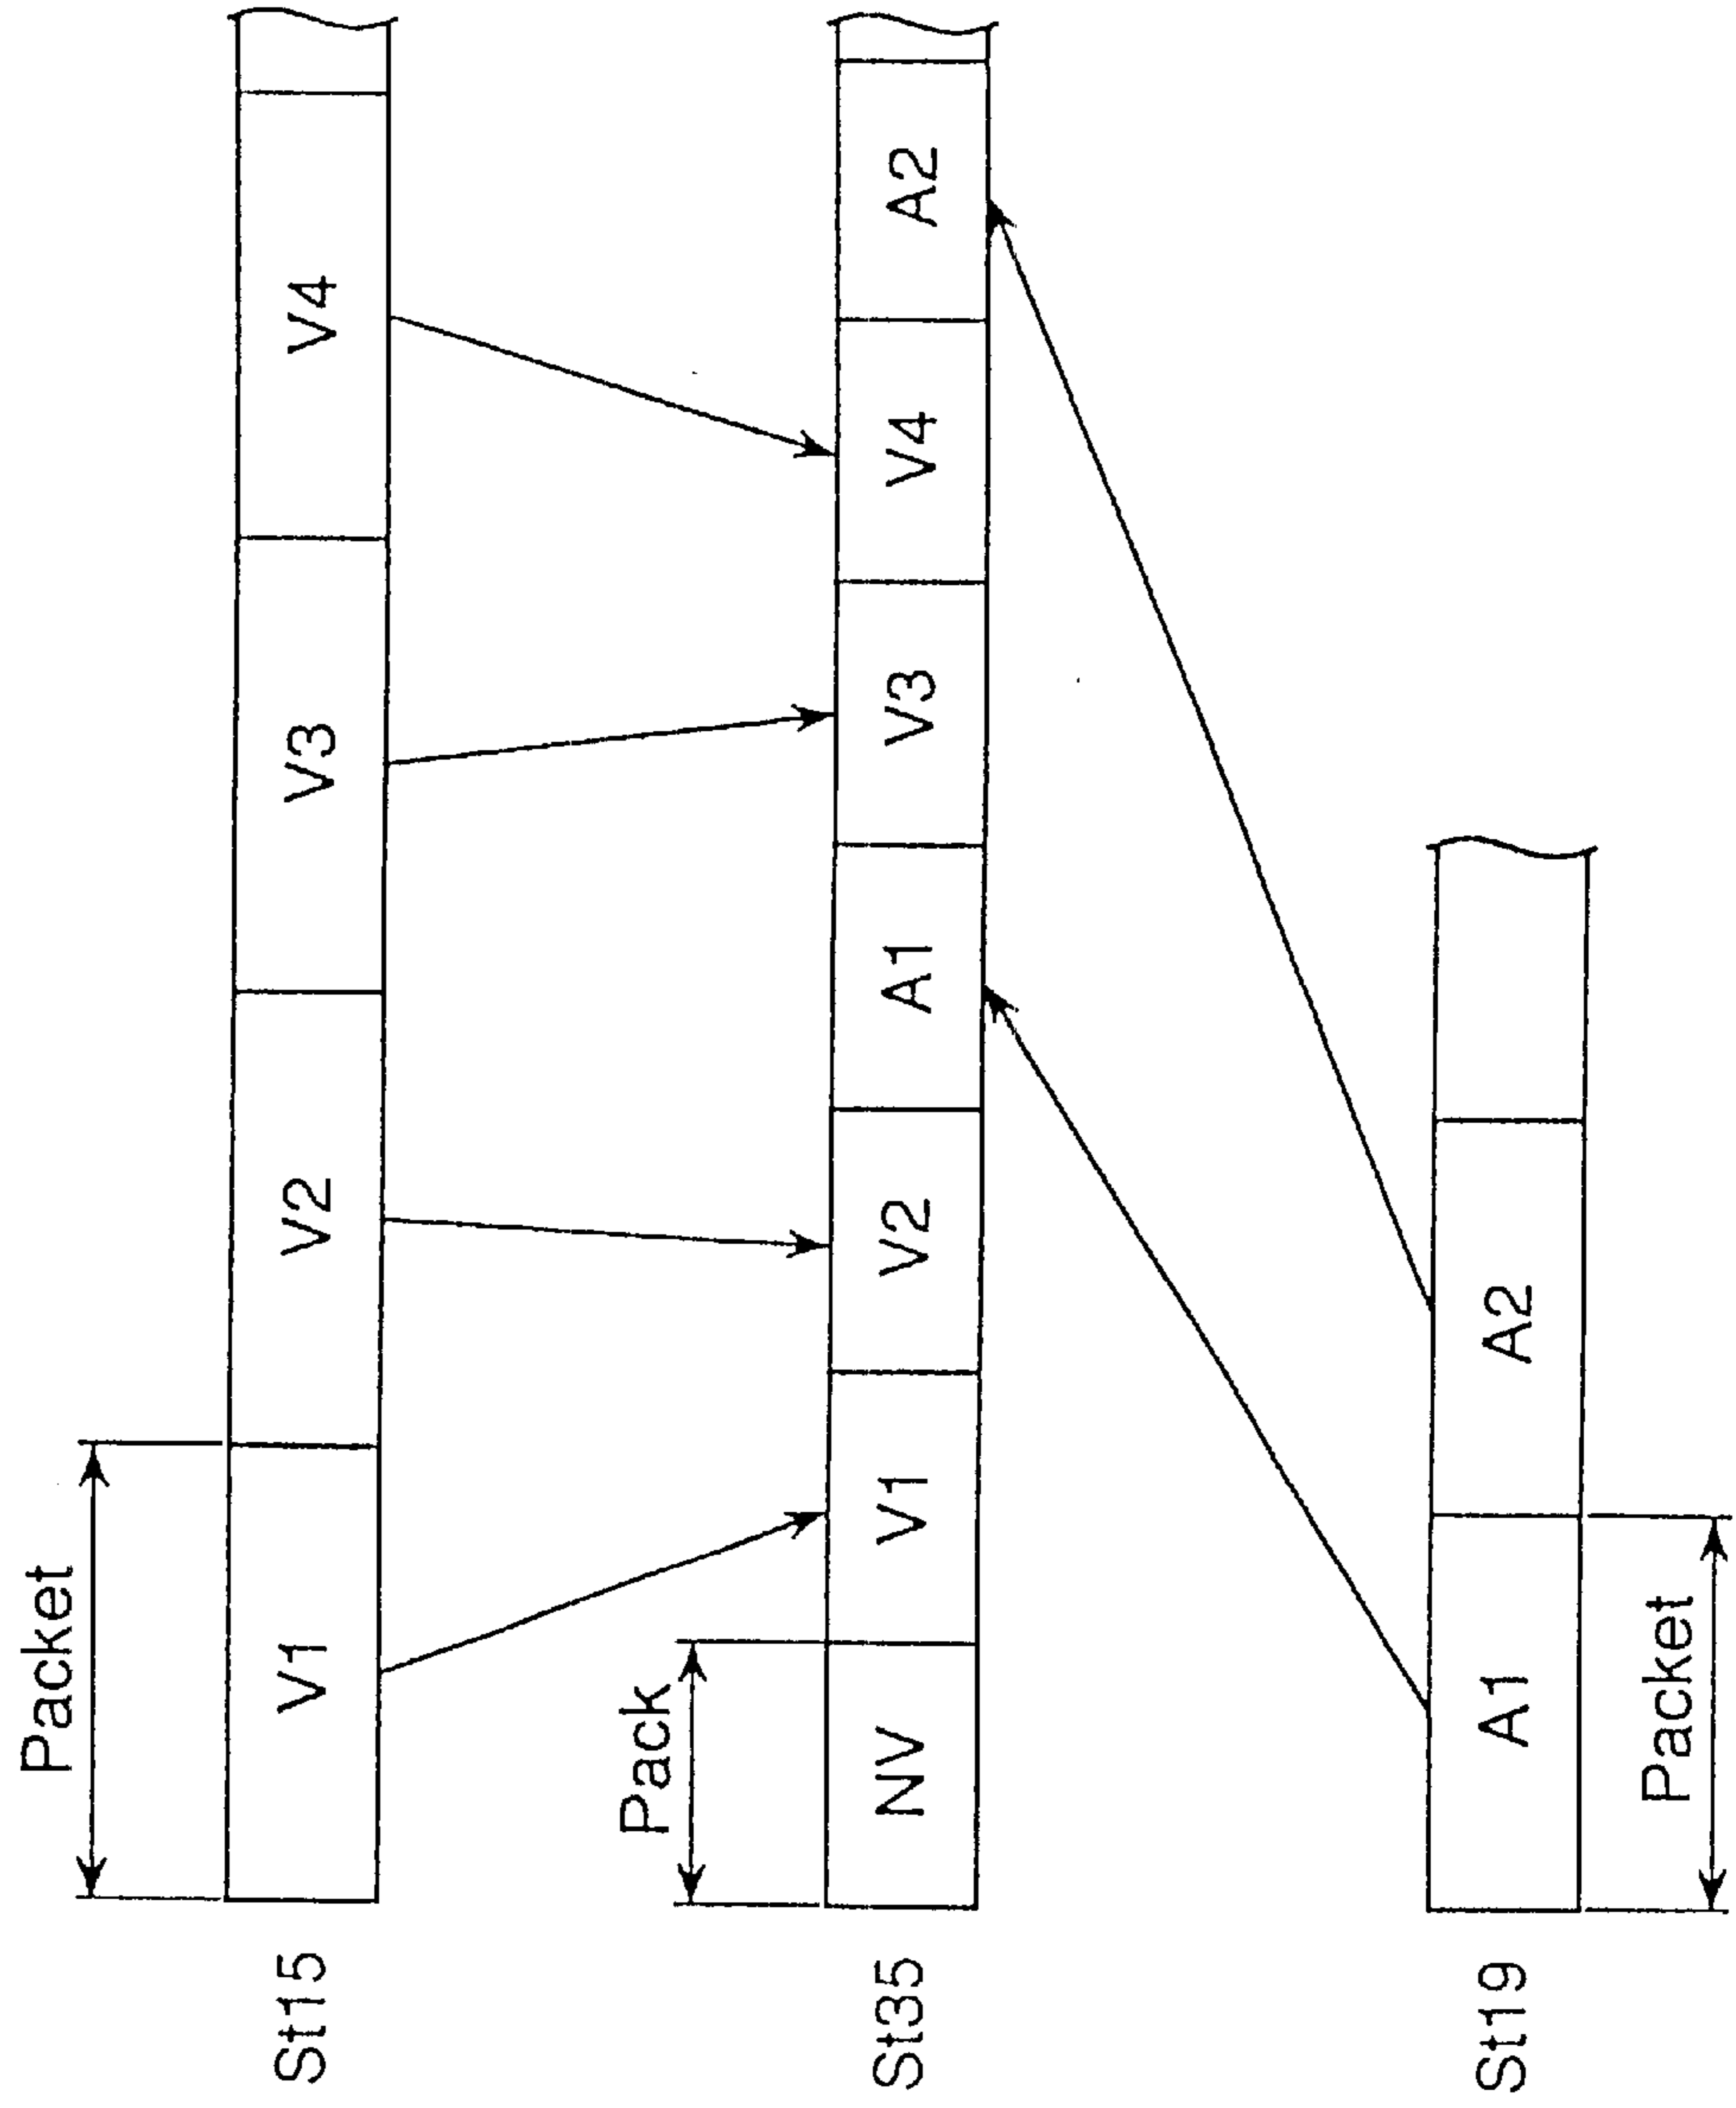 Packet
St15 V1 V2 V3 V4
Pack
St35 NV V1 V2 A1 V3 V4 A2
St19 A1 A2
Packet